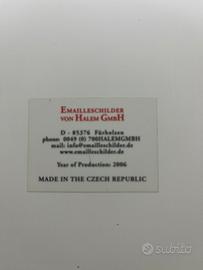 EMAILLESCHILDER
VON HALEM GMBH
D - 85376 Fürholzen
phone: 0049 (0) 700HALEMGMBH
mail: info@emailleschilder.de
www.emailleschilder.de
Year of Production: 2006
MADE IN THE CZECH REPUBLIC
subito